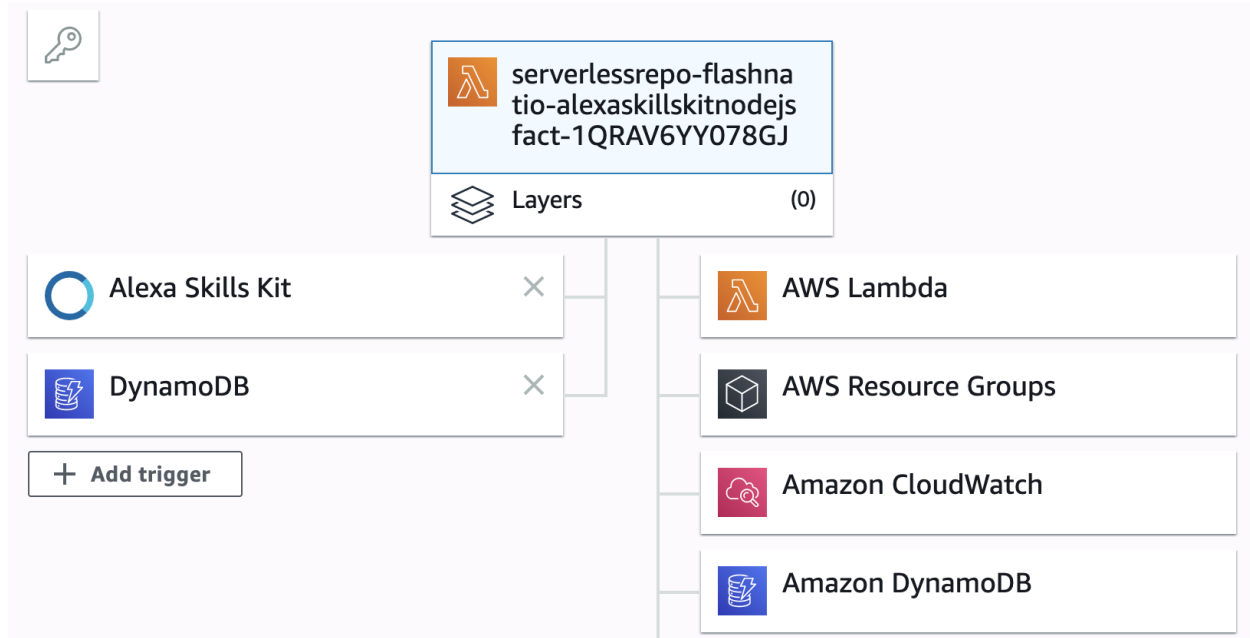 serverlessrepo-flashna
tio-alexaskillskitnodejs
fact-1QRAV6YY078GJ
Layers (0)
Alexa Skills Kit
DynamoDB
Add trigger
AWS Lambda
AWS Resource Groups
Amazon CloudWatch
Amazon DynamoDB